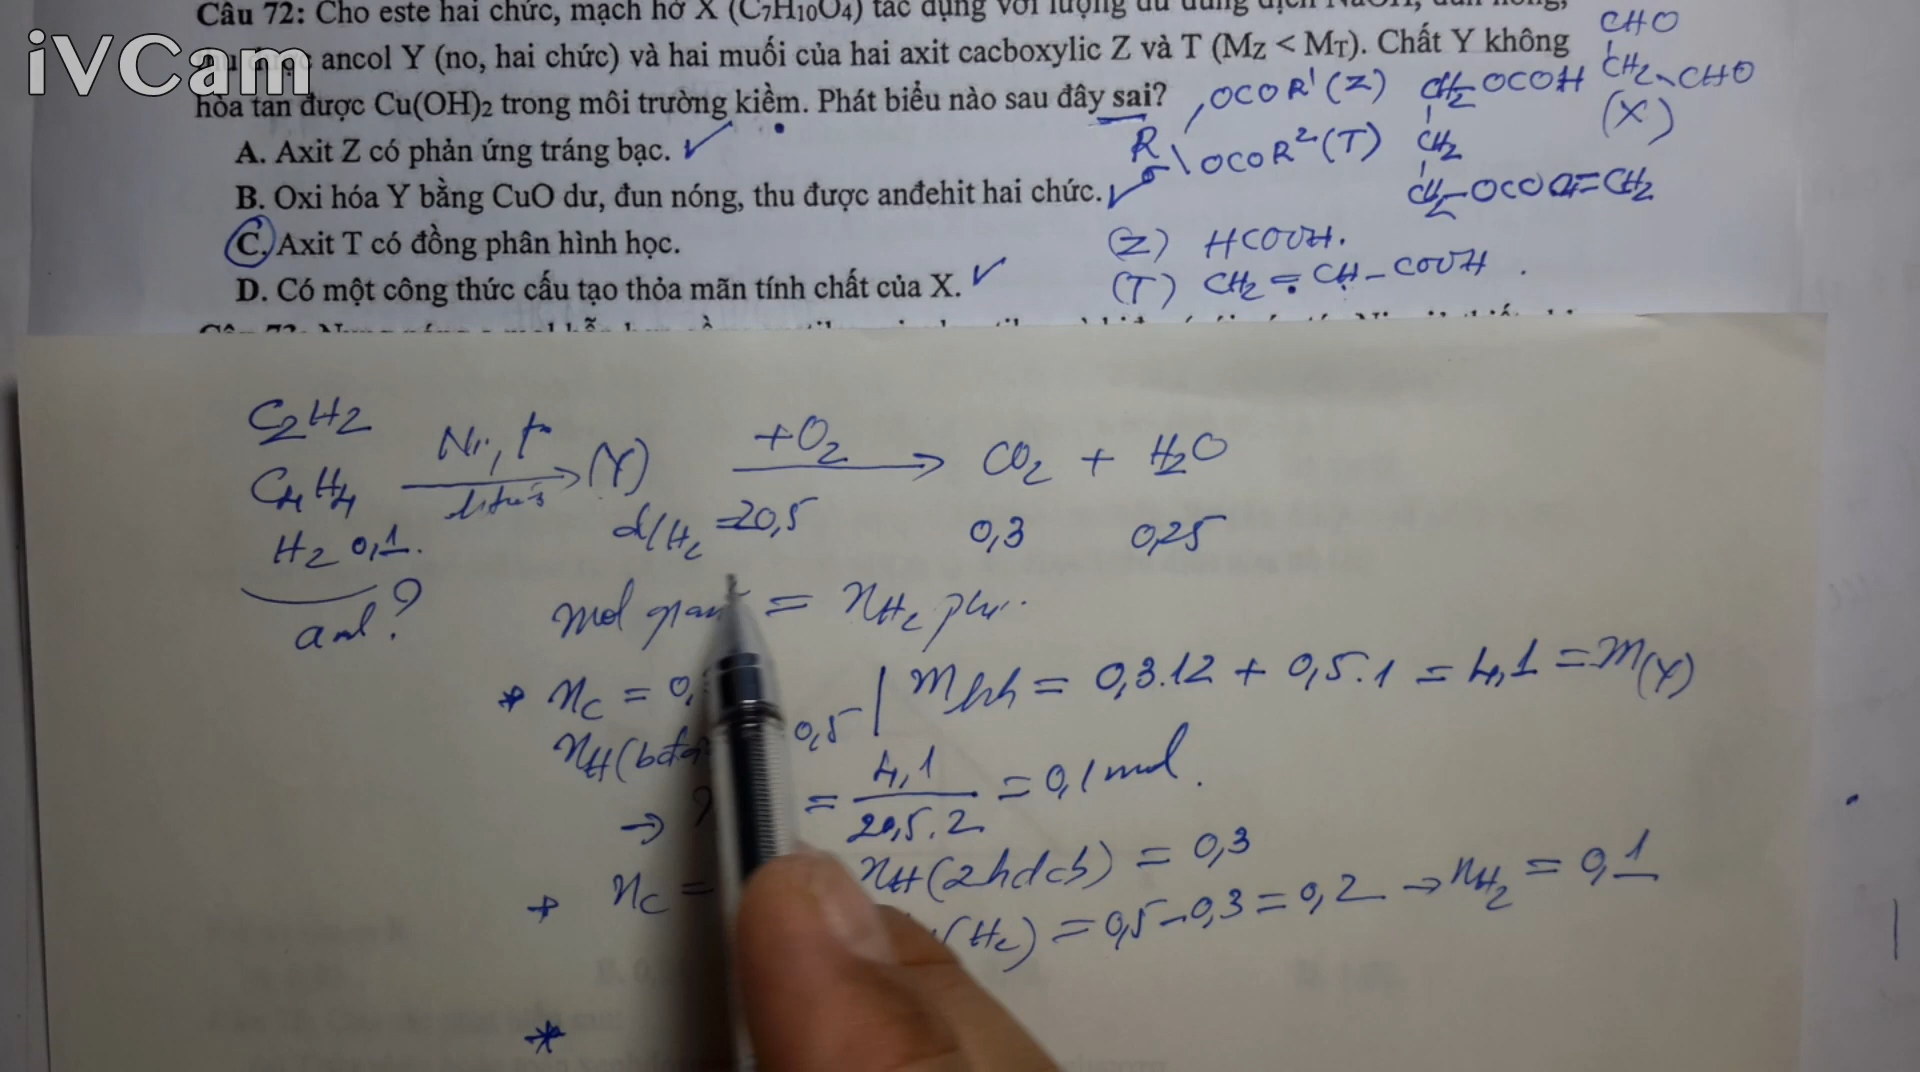 iVCam
Câu 72: Cho este hai chức, mạch hở X (C7H10O4) tác dụng với lượng dư dung dịch NaOH, đun nóng,
ancol Y (no, hai chức) và hai muối của hai axit cacboxylic Z và T (MZ < MT). Chất Y không
hòa tan được Cu(OH)2 trong môi trường kiềm. Phát biểu nào sau đây sai?
A. Axit Z có phản ứng tráng bạc.
B. Oxi hóa Y bằng CuO dư, đun nóng, thu được anđehit hai chức.
C. Axit T có đồng phân hình học.
D. Có một công thức cấu tạo thỏa mãn tính chất của X.
CHO
CH2-CHO
(X)
OCOR1 (Z)
R
OCOR2 (T)
CH2-OCOH
CH2
CH2-OCOCH=CH2
(Z) HCOOH.
(T) CH2=CH-COOH.
C2H2
C4H4
H2 0,1.
a mol?
Ni, to
(Y)
d/H2 = 20,5
+O2
CO2 + H2O
0,3 0,25
mol = nH2
* nC = 0,
0,5
mhh = 0,3.12 + 0,5.1 = 4,1 = m(Y)
→ = 4,1 / 20,5.2 = 0,1 mol.
+ nC =
nH(2hdcb) = 0,3
(H2) = 0,5-0,3 = 0,2 → nH2 = 0,1
*